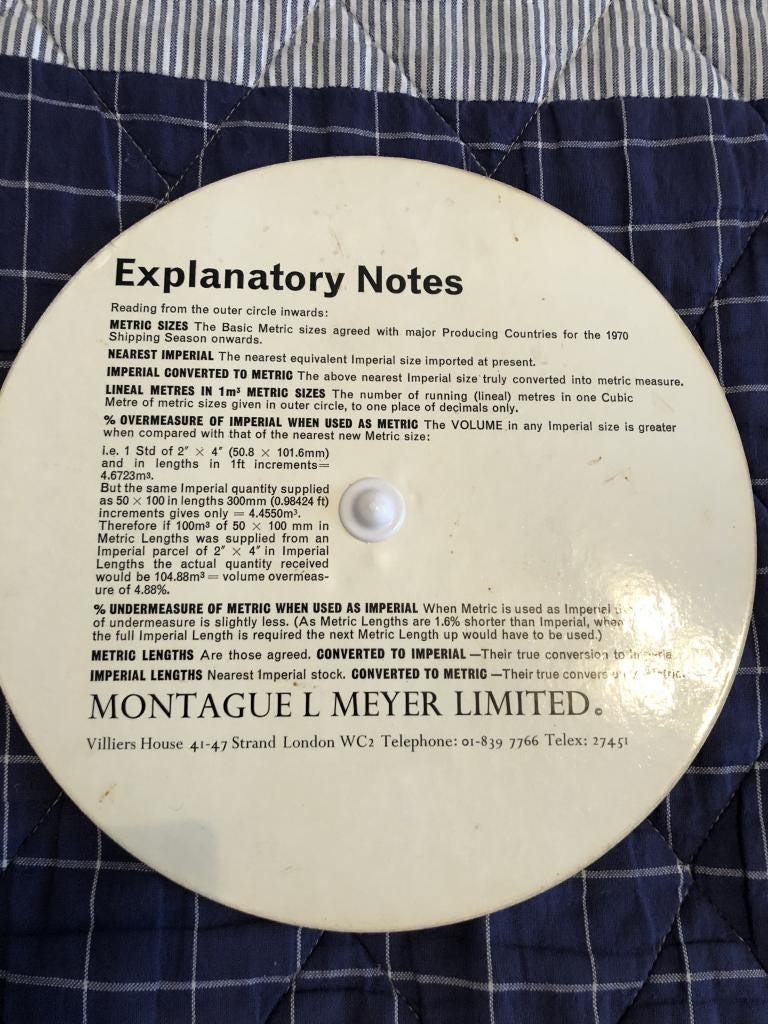 Explanatory Notes
Reading from the outer circle inwards:
METRIC SIZES The Basic Metric sizes agreed with major Producing Countries for the 1970
Shipping Season onwards.
NEAREST IMPERIAL The nearest equivalent Imperial size imported at present.
IMPERIAL CONVERTED TO METRIC The above nearest Imperial size truly converted into metric measure.
LINEAL METRES IN 1m³ METRIC SIZES The number of running (lineal) metres in one Cubic
Metre of metric sizes given in outer circle, to one place of decimals only.
% OVERMEASURE OF IMPERIAL WHEN USED AS METRIC The VOLUME in any Imperial size is greater
when compared with that of the nearest new Metric size:
i.e. 1 Std of 2″ × 4″ (50.8 × 101.6mm)
and in lengths in 1ft increments=
4.6723m³.
But the same Imperial quantity supplied
as 50 × 100 in lengths 300mm (0.98424 ft)
increments gives only = 4.4550m³.
Therefore if 100m³ of 50 × 100 mm in
Metric Lengths was supplied from an
Imperial parcel of 2″ × 4″ in Imperial
Lengths the actual quantity received
would be 104.88m³ = volume overmeas-
ure of 4.88%.
% UNDERMEASURE OF METRIC WHEN USED AS IMPERIAL When Metric is used as Imperial
of undermeasure is slightly less. (As Metric Lengths are 1.6% shorter than Imperial, when
the full Imperial Length is required the next Metric Length up would have to be used.)
METRIC LENGTHS Are those agreed. CONVERTED TO IMPERIAL —Their true conversion to
IMPERIAL LENGTHS Nearest Imperial stock. CONVERTED TO METRIC —Their true
MONTAGUE L MEYER LIMITED. ©
Villiers House 41-47 Strand London WC2 Telephone: 01-839 7766 Telex: 27451